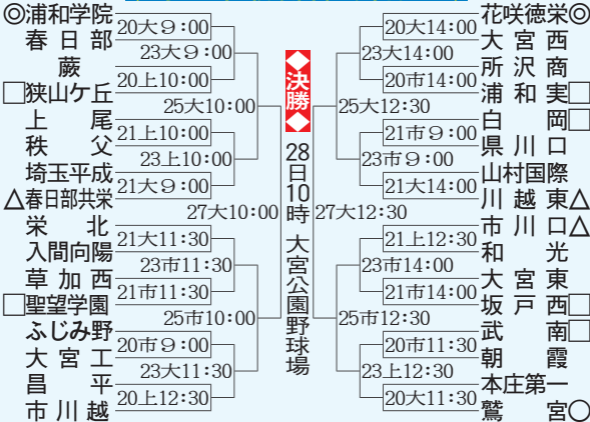 ◎浦和学院
春日部
蕨
□狭山ケ丘
上尾
秩父
埼玉平成
△春日部共栄
栄北
入間向陽
草加西
□聖望学園
ふじみ野
大宮工
昌平
市川越
20大9:00
23大9:00
20上10:00
25大10:00
21上10:00
23上10:00
21大9:00
27大10:00
21大11:30
23市11:30
21市11:30
25市10:00
20市9:00
23大11:30
20上12:30
◆決勝◆
28日10時 大宮公園野球場
20大14:00
23大14:00
20市14:00
25大12:30
21市9:00
23市9:00
21大14:00
27大12:30
21上12:30
23市14:00
21市14:00
25市12:30
20市11:30
23上12:30
20大11:30
花咲徳栄◎
大宮西
所沢商
浦和実□
白岡□
県川口
山村国際
川越東△
市川口△
和光
大宮東
坂戸西□
武南□
朝霞
本庄第一
鷲宮○